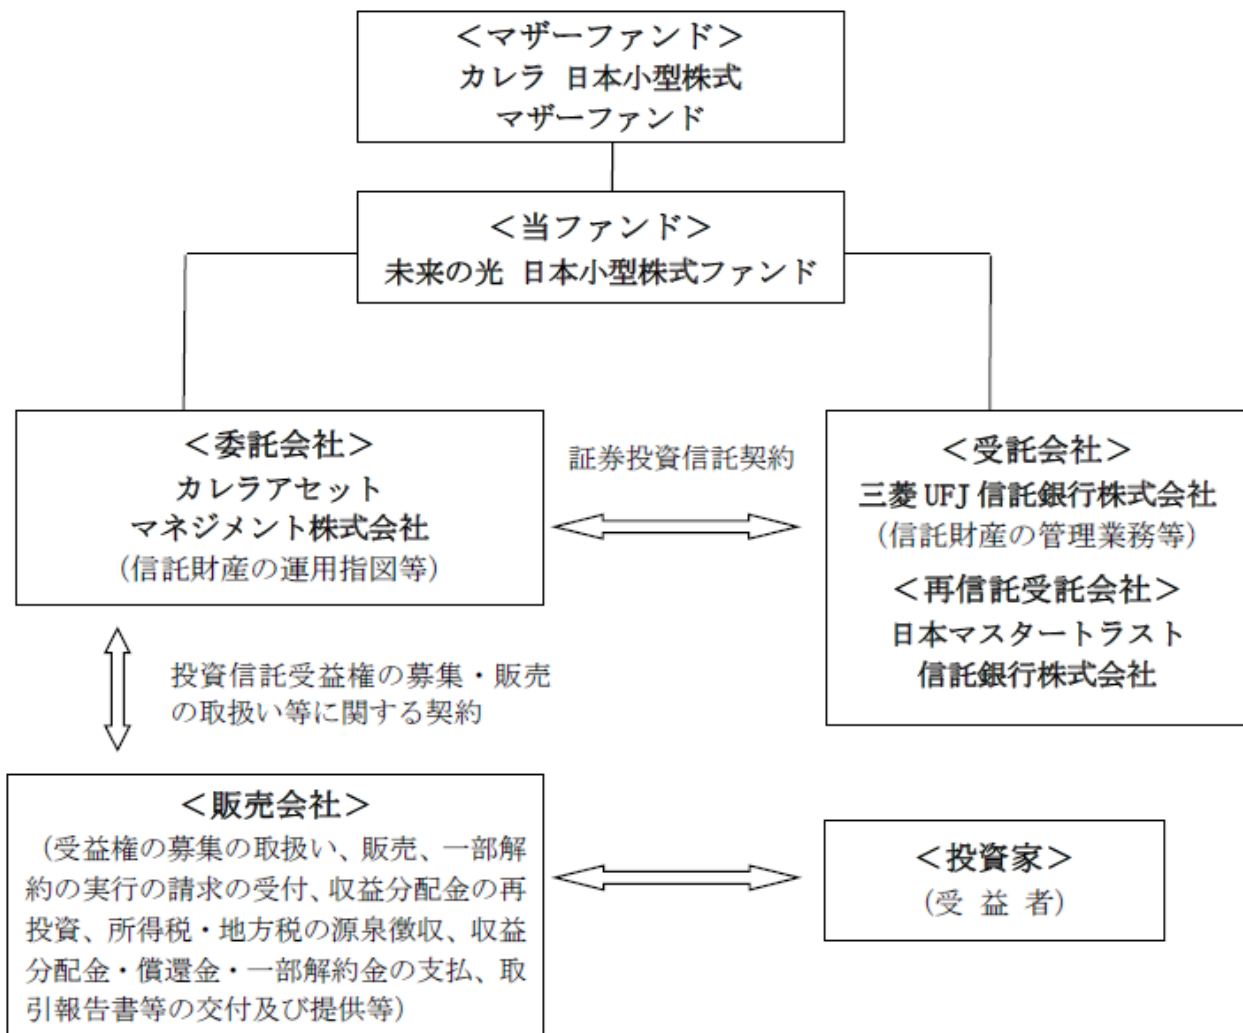 ＜マザーファンド＞
カレラ 日本小型株式
マザーファンド
＜当ファンド＞
未来の光 日本小型株式ファンド
＜委託会社＞
カレラアセット
マネジメント株式会社
（信託財産の運用指図等）
証券投資信託契約
＜受託会社＞
三菱 UFJ 信託銀行株式会社
（信託財産の管理業務等）
＜再信託受託会社＞
日本マスタートラスト
信託銀行株式会社
投資信託受益権の募集・販売
の取扱い等に関する契約
＜販売会社＞
（受益権の募集の取扱い、販売、一部解
約の実行の請求の受付、収益分配金の再
投資、所得税・地方税の源泉徴収、収益
分配金・償還金・一部解約金の支払、取
引報告書等の交付及び提供等）
＜投資家＞
（受 益 者）